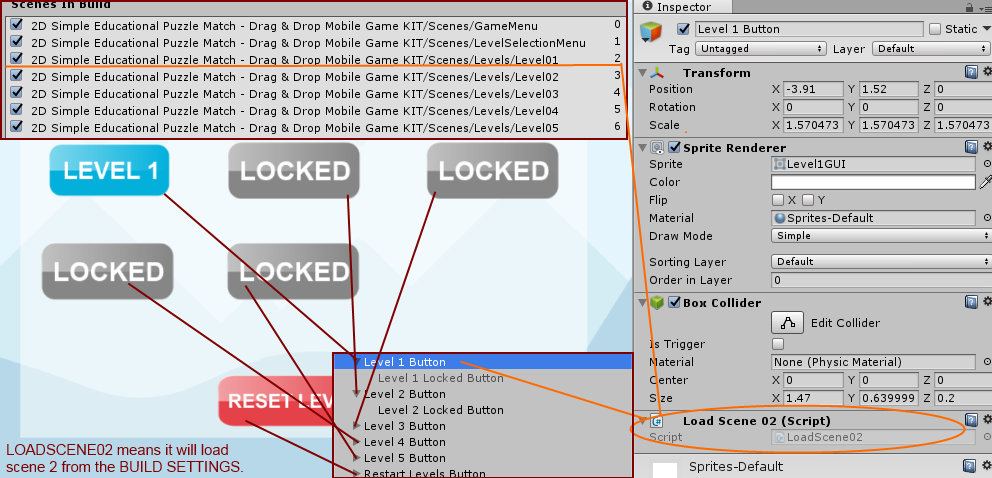 Scenes In Build
2D Simple Educational Puzzle Match - Drag & Drop Mobile Game KIT/Scenes/GameMenu 0
2D Simple Educational Puzzle Match - Drag & Drop Mobile Game KIT/Scenes/LevelSelectionMenu 1
2D Simple Educational Puzzle Match - Drag & Drop Mobile Game KIT/Scenes/Levels/Level01 2
2D Simple Educational Puzzle Match - Drag & Drop Mobile Game KIT/Scenes/Levels/Level02 3
2D Simple Educational Puzzle Match - Drag & Drop Mobile Game KIT/Scenes/Levels/Level03 4
2D Simple Educational Puzzle Match - Drag & Drop Mobile Game KIT/Scenes/Levels/Level04 5
2D Simple Educational Puzzle Match - Drag & Drop Mobile Game KIT/Scenes/Levels/Level05 6
LEVEL 1 LOCKED LOCKED
LOCKED LOCKED
RESET LEV
Level 1 Button
Level 1 Locked Button
Level 2 Button
Level 2 Locked Button
Level 3 Button
Level 4 Button
Level 5 Button
Restart Levels Button
LOADSCENE02 means it will load
scene 2 from the BUILD SETTINGS.
Inspector
Level 1 Button Static
Tag Untagged Layer Default
Transform
Position X -3.91 Y 1.52 Z 0
Rotation X 0 Y 0 Z 0
Scale X 1.570473 Y 1.570473 Z 1.570473
Sprite Renderer
Sprite Level1GUI
Color
Flip X Y
Material Sprites-Default
Draw Mode Simple
Sorting Layer Default
Order in Layer 0
Box Collider
Edit Collider
Is Trigger
Material None (Physic Material)
Center X 0 Y 0 Z 0
Size X 1.47 Y 0.639999 Z 0.2
Load Scene 02 (Script)
Script LoadScene02
Sprites-Default